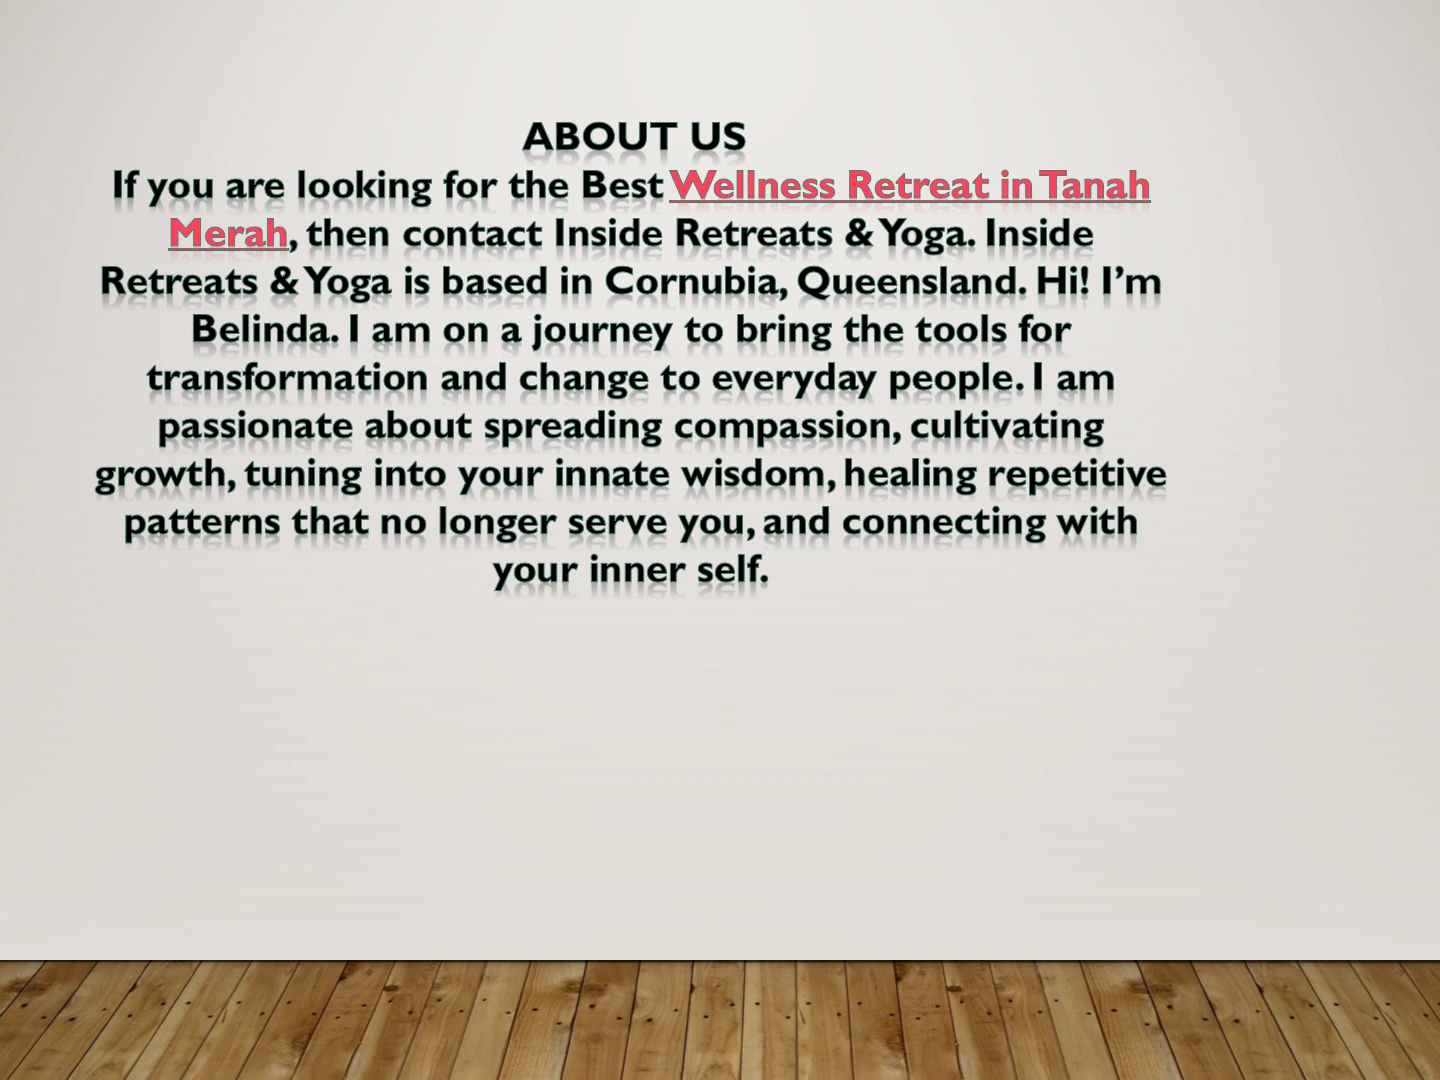 ABOUT US
If you are looking for the Best Wellness Retreat in Tanah
Merah, then contact Inside Retreats & Yoga. Inside
Retreats & Yoga is based in Cornubia, Queensland. Hi! I’m
Belinda. I am on a journey to bring the tools for
transformation and change to everyday people. I am
passionate about spreading compassion, cultivating
growth, tuning into your innate wisdom, healing repetitive
patterns that no longer serve you, and connecting with
your inner self.